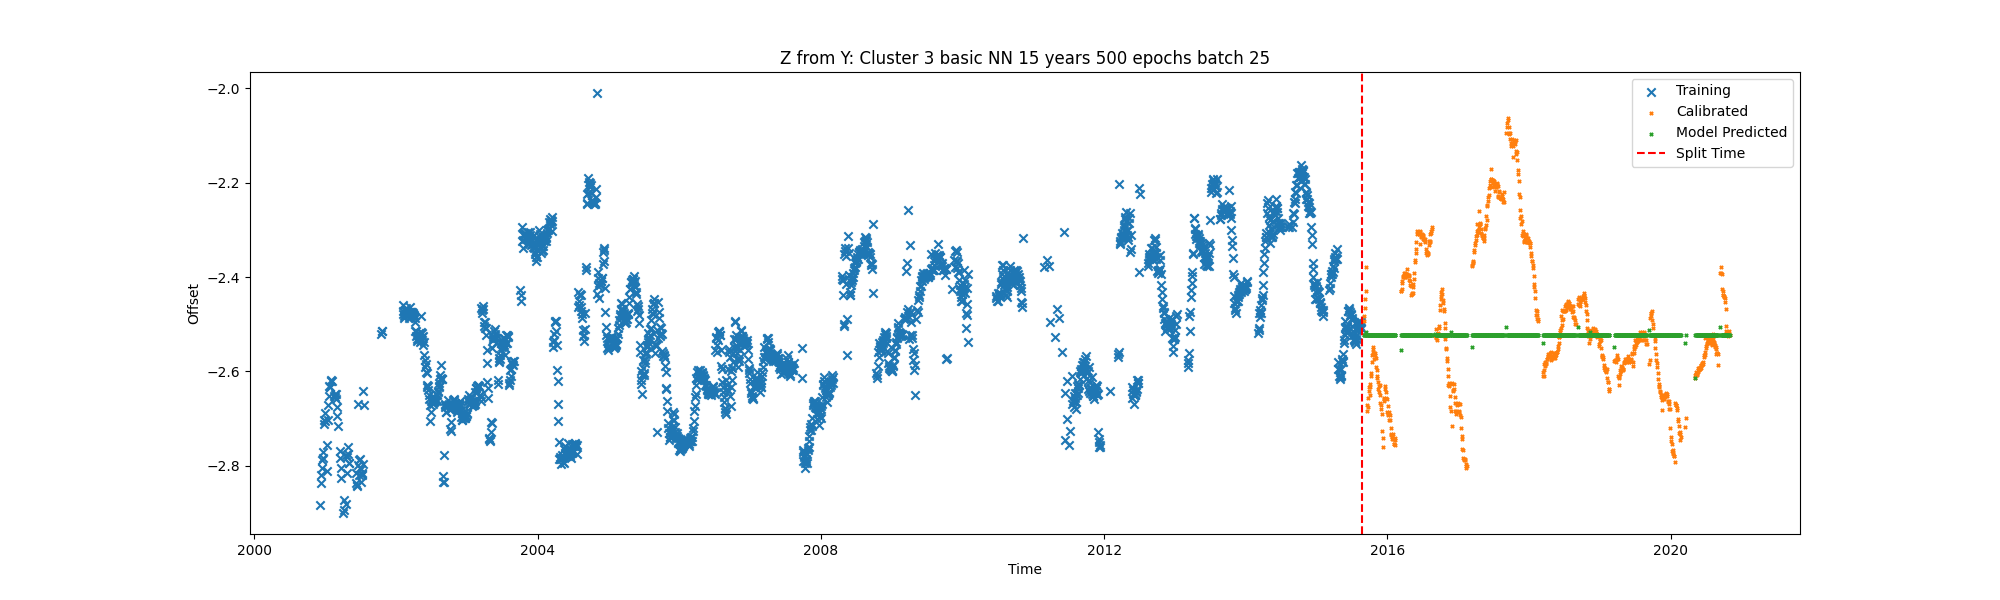 Z from Y: Cluster 3 basic NN 15 years 500 epochs batch 25
Training
Calibrated
Model Predicted
Split Time
Offset
−2.0
−2.2
−2.4
−2.6
−2.8
2000
2004
2008
2012
2016
2020
Time